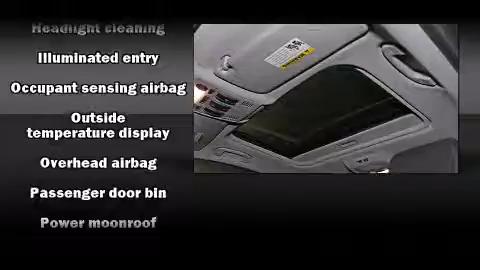 Headlight cleaning
Illuminated entry
Occupant sensing airbag
Outside
temperature display
Overhead airbag
Passenger door bin
Power moonroof